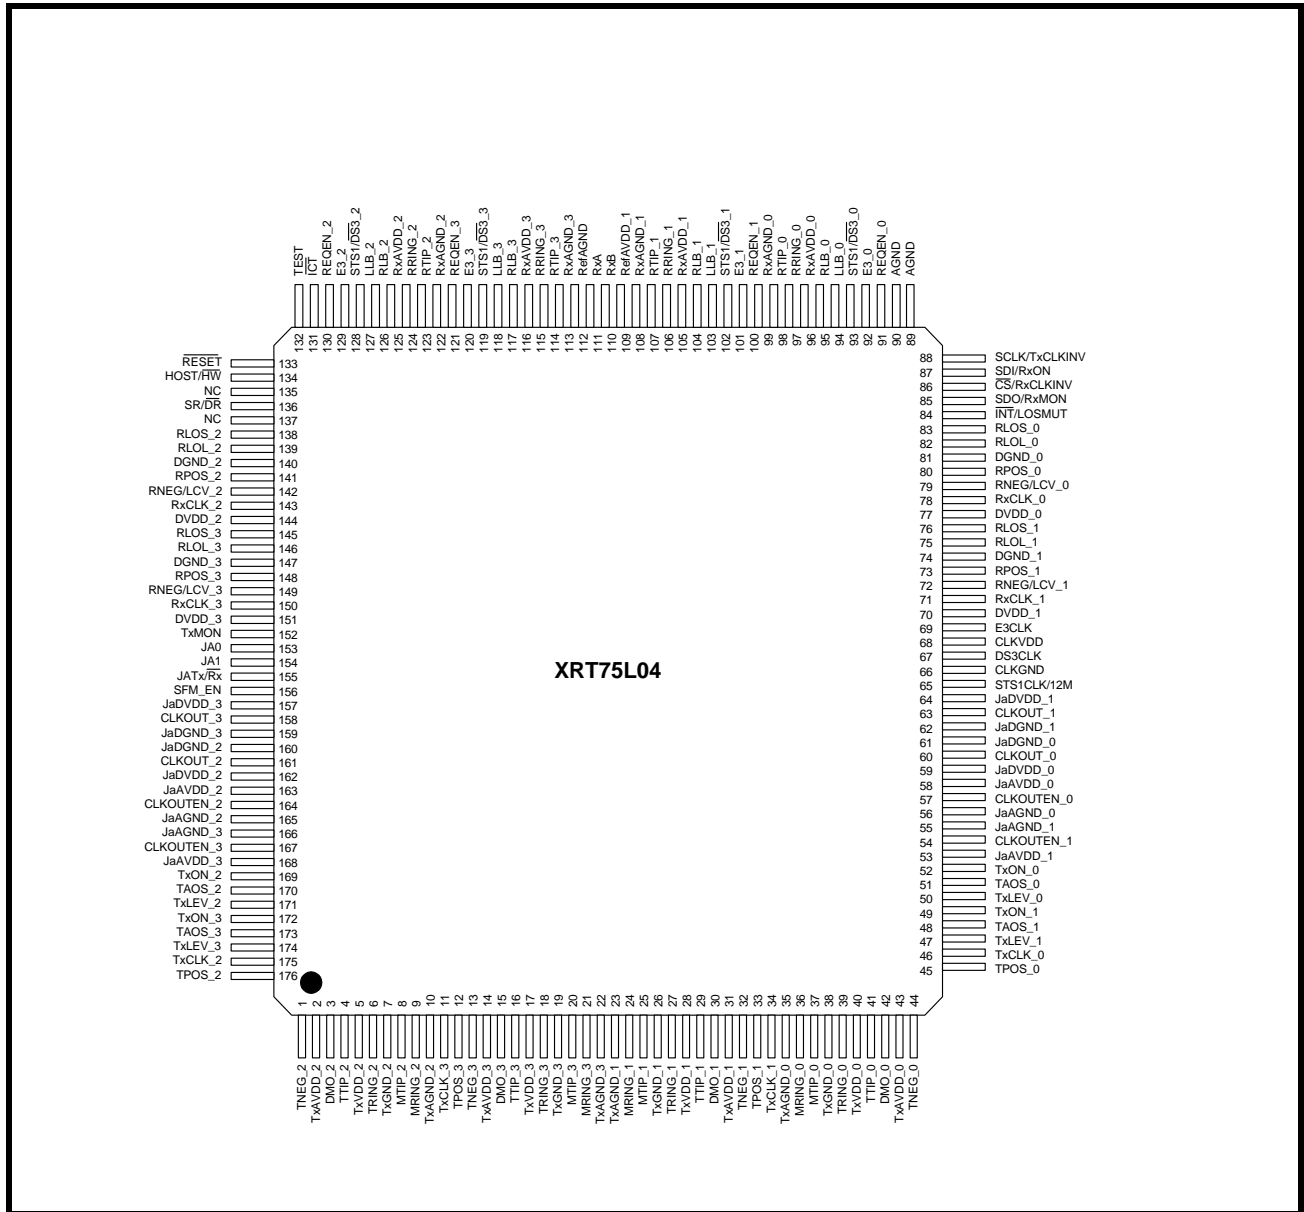 TEST
I̅C̅T̅
REQEN_2
E3_2
STS1/D̅S̅3̅_2
LLB_2
RLB_2
RxAVDD_2
RRING_2
RTIP_2
RxAGND_2
REQEN_3
E3_3
STS1/D̅S̅3̅_3
LLB_3
RLB_3
RxAVDD_3
RRING_3
RTIP_3
RxAGND_3
RefAGND
RxA
RxB
RefAVDD_1
RxAGND_1
RTIP_1
RRING_1
RxAVDD_1
RLB_1
LLB_1
STS1/D̅S̅3̅_1
E3_1
REQEN_1
RxAGND_0
RTIP_0
RRING_0
RxAVDD_0
RLB_0
LLB_0
STS1/D̅S̅3̅_0
E3_0
REQEN_0
AGND
AGND
132
131
130
129
128
127
126
125
124
123
122
121
120
119
118
117
116
115
114
113
112
111
110
109
108
107
106
105
104
103
102
101
100
99
98
97
96
95
94
93
92
91
90
89
R̅E̅S̅E̅T̅ 133
HOST/H̅W̅ 134
NC 135
SR/D̅R̅ 136
NC 137
RLOS_2 138
RLOL_2 139
DGND_2 140
RPOS_2 141
RNEG/LCV_2 142
RxCLK_2 143
DVDD_2 144
RLOS_3 145
RLOL_3 146
DGND_3 147
RPOS_3 148
RNEG/LCV_3 149
RxCLK_3 150
DVDD_3 151
TxMON 152
JA0 153
JA1 154
JATx/R̅x̅ 155
SFM_EN 156
JaDVDD_3 157
CLKOUT_3 158
JaDGND_3 159
JaDGND_2 160
CLKOUT_2 161
JaDVDD_2 162
JaAVDD_2 163
CLKOUTEN_2 164
JaAGND_2 165
JaAGND_3 166
CLKOUTEN_3 167
JaAVDD_3 168
TxON_2 169
TAOS_2 170
TxLEV_2 171
TxON_3 172
TAOS_3 173
TxLEV_3 174
TxCLK_2 175
TPOS_2 176
XRT75L04
88 SCLK/TxCLKINV
87 SDI/RxON
86 C̅S̅/RxCLKINV
85 SDO/RxMON
84 I̅N̅T̅/LOSMUT
83 RLOS_0
82 RLOL_0
81 DGND_0
80 RPOS_0
79 RNEG/LCV_0
78 RxCLK_0
77 DVDD_0
76 RLOS_1
75 RLOL_1
74 DGND_1
73 RPOS_1
72 RNEG/LCV_1
71 RxCLK_1
70 DVDD_1
69 E3CLK
68 CLKVDD
67 DS3CLK
66 CLKGND
65 STS1CLK/12M
64 JaDVDD_1
63 CLKOUT_1
62 JaDGND_1
61 JaDGND_0
60 CLKOUT_0
59 JaDVDD_0
58 JaAVDD_0
57 CLKOUTEN_0
56 JaAGND_0
55 JaAGND_1
54 CLKOUTEN_1
53 JaAVDD_1
52 TxON_0
51 TAOS_0
50 TxLEV_0
49 TxON_1
48 TAOS_1
47 TxLEV_1
46 TxCLK_0
45 TPOS_0
1
2
3
4
5
6
7
8
9
10
11
12
13
14
15
16
17
18
19
20
21
22
23
24
25
26
27
28
29
30
31
32
33
34
35
36
37
38
39
40
41
42
43
44
TNEG_2
TxAVDD_2
DMO_2
TTIP_2
TxVDD_2
TRING_2
TxGND_2
MTIP_2
MRING_2
TxAGND_2
TxCLK_3
TPOS_3
TNEG_3
TxAVDD_3
DMO_3
TTIP_3
TxVDD_3
TRING_3
TxGND_3
MTIP_3
MRING_3
TxAGND_3
TxAGND_1
MRING_1
MTIP_1
TxGND_1
TRING_1
TxVDD_1
TTIP_1
DMO_1
TxAVDD_1
TNEG_1
TPOS_1
TxCLK_1
TxAGND_0
MRING_0
MTIP_0
TxGND_0
TRING_0
TxVDD_0
TTIP_0
DMO_0
TxAVDD_0
TNEG_0